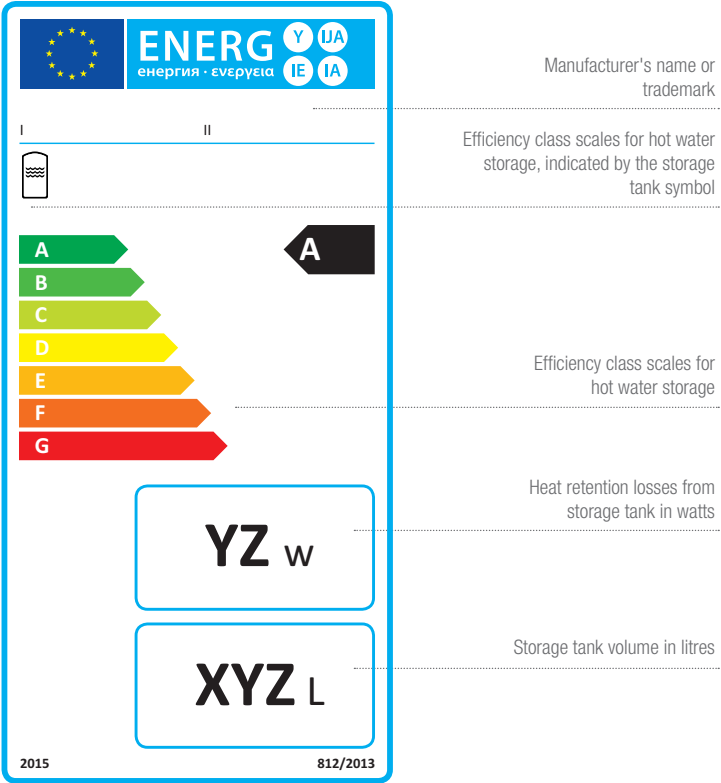 ENERG Y IJA
енергия · ενεργεια IE IA
Manufacturer's name or
trademark
I II
Efficiency class scales for hot water
storage, indicated by the storage
tank symbol
A A
B
C
D
E
F
G
Efficiency class scales for
hot water storage
Heat retention losses from
storage tank in watts
YZ W
Storage tank volume in litres
XYZ L
2015 812/2013